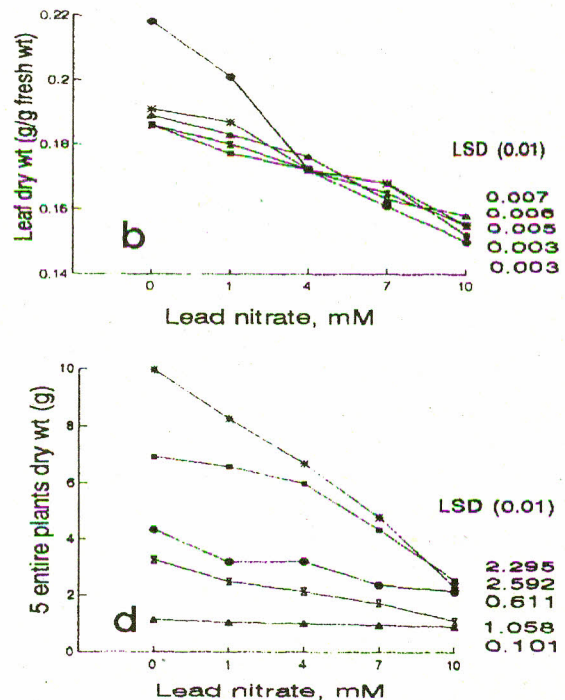 0.22
0.2
0.18
0.16
0.14
Leaf dry wt (g/g fresh wt)
b
LSD (0.01)
0.007
0.006
0.005
0.003
0.003
0 1 4 7 10
Lead nitrate, mM
10
8
6
4
2
0
5 entire plants dry wt (g)
d
LSD (0.01)
2.295
2.592
0.611
1.058
0.101
0 1 4 7 10
Lead nitrate, mM